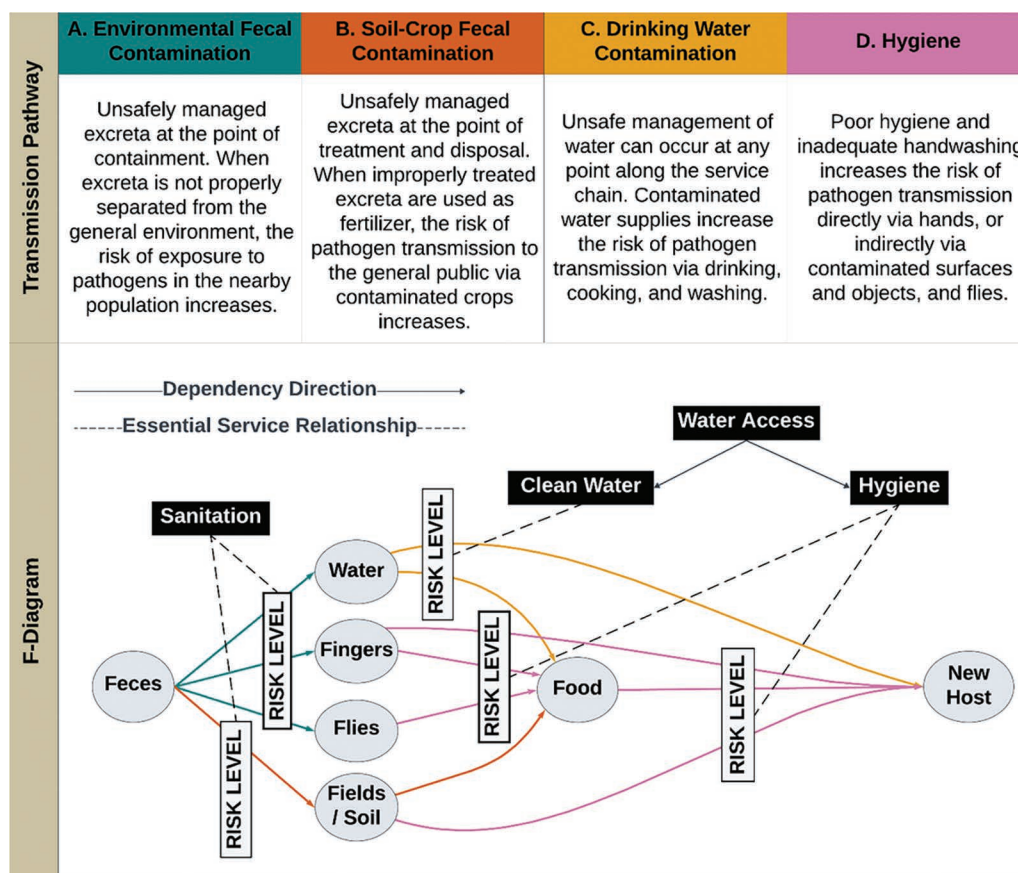 Transmission Pathway
A. Environmental Fecal
Contamination
Unsafely managed
excreta at the point of
containment. When
excreta is not properly
separated from the
general environment, the
risk of exposure to
pathogens in the nearby
population increases.
B. Soil-Crop Fecal
Contamination
Unsafely managed
excreta at the point of
treatment and disposal.
When improperly treated
excreta are used as
fertilizer, the risk of
pathogen transmission to
the general public via
contaminated crops
increases.
C. Drinking Water
Contamination
Unsafe management of
water can occur at any
point along the service
chain. Contaminated
water supplies increase
the risk of pathogen
transmission via drinking,
cooking, and washing.
D. Hygiene
Poor hygiene and
inadequate handwashing
increases the risk of
pathogen transmission
directly via hands, or
indirectly via
contaminated surfaces
and objects, and flies.
F-Diagram
Dependency Direction
Essential Service Relationship
Water Access
Clean Water
Hygiene
Sanitation
RISK LEVEL
Water
RISK LEVEL
RISK LEVEL
Fingers
RISK LEVEL
Feces
Food
New
Host
Flies
RISK LEVEL
Fields
/ Soil